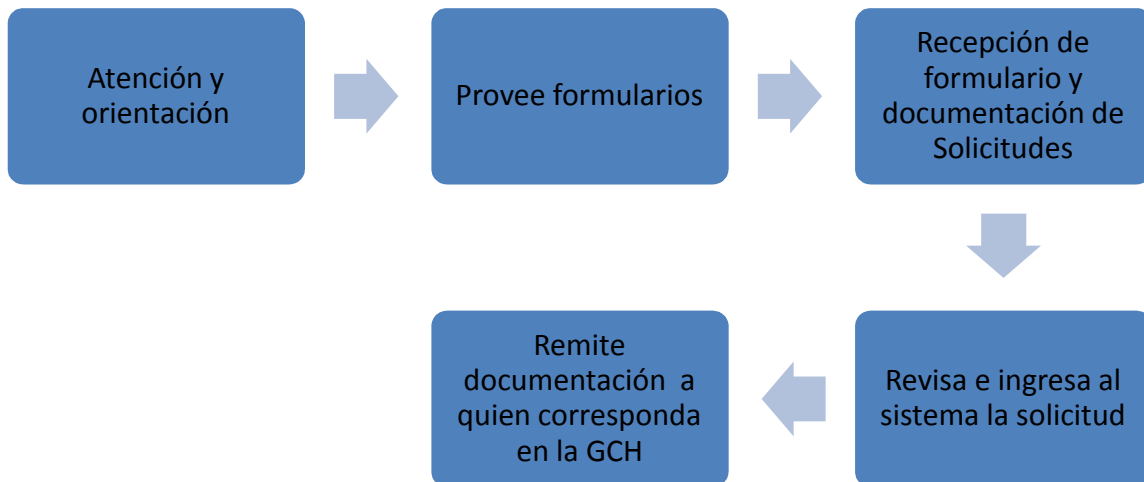 Atención y
orientación
Provee formularios
Recepción de
formulario y
documentación de
Solicitudes
Revisa e ingresa al
sistema la solicitud
Remite
documentación a
quien corresponda
en la GCH